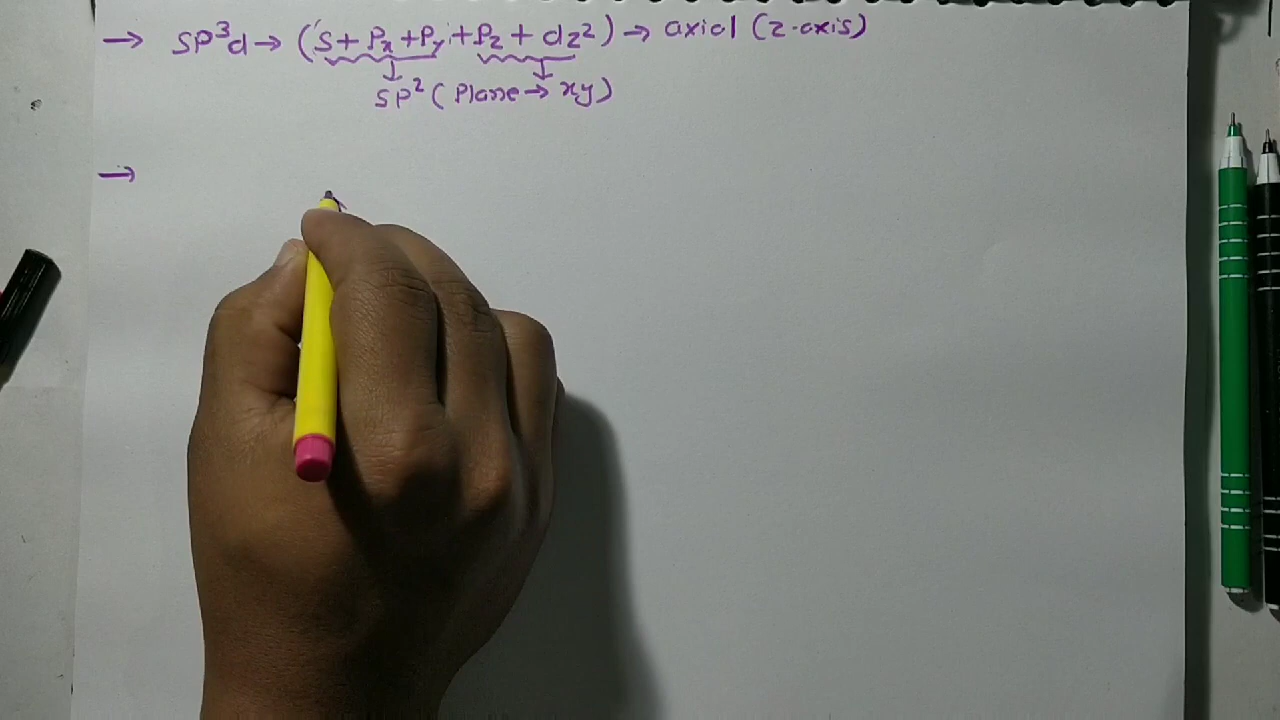 → SP³d → (S + Px + Py + Pz + dz²) → axial (z-axis)
↓ ↓
SP² (Plane → xy)
→